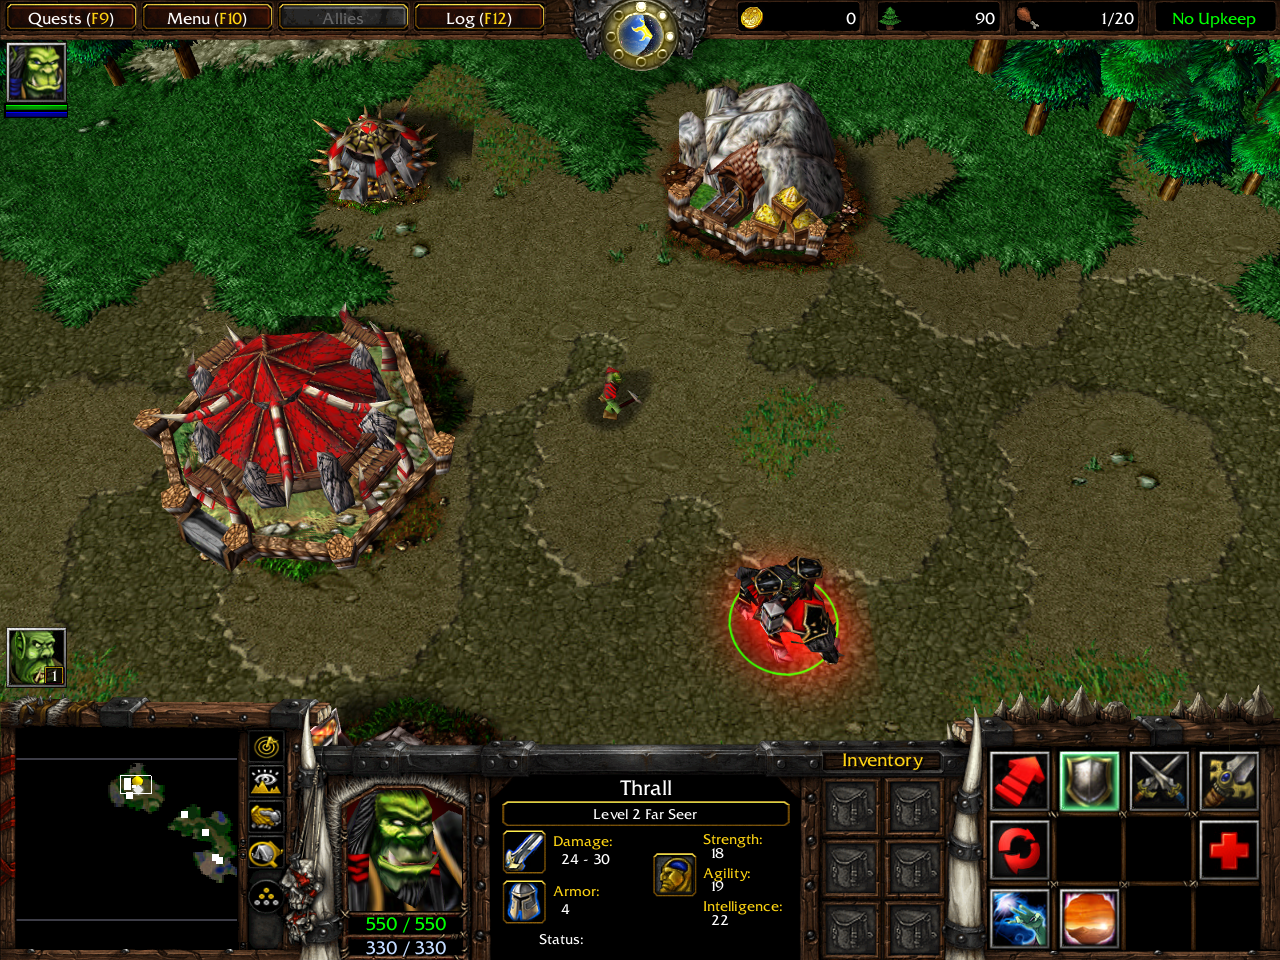 Quests (F9) Menu (F10) Allies Log (F12) 0 90 1/20 No Upkeep
1
Inventory
Thrall
Level 2 Far Seer
Damage:
24 - 30
Armor:
4
Strength:
18
Agility:
19
Intelligence:
22
Status:
550 / 550
330 / 330